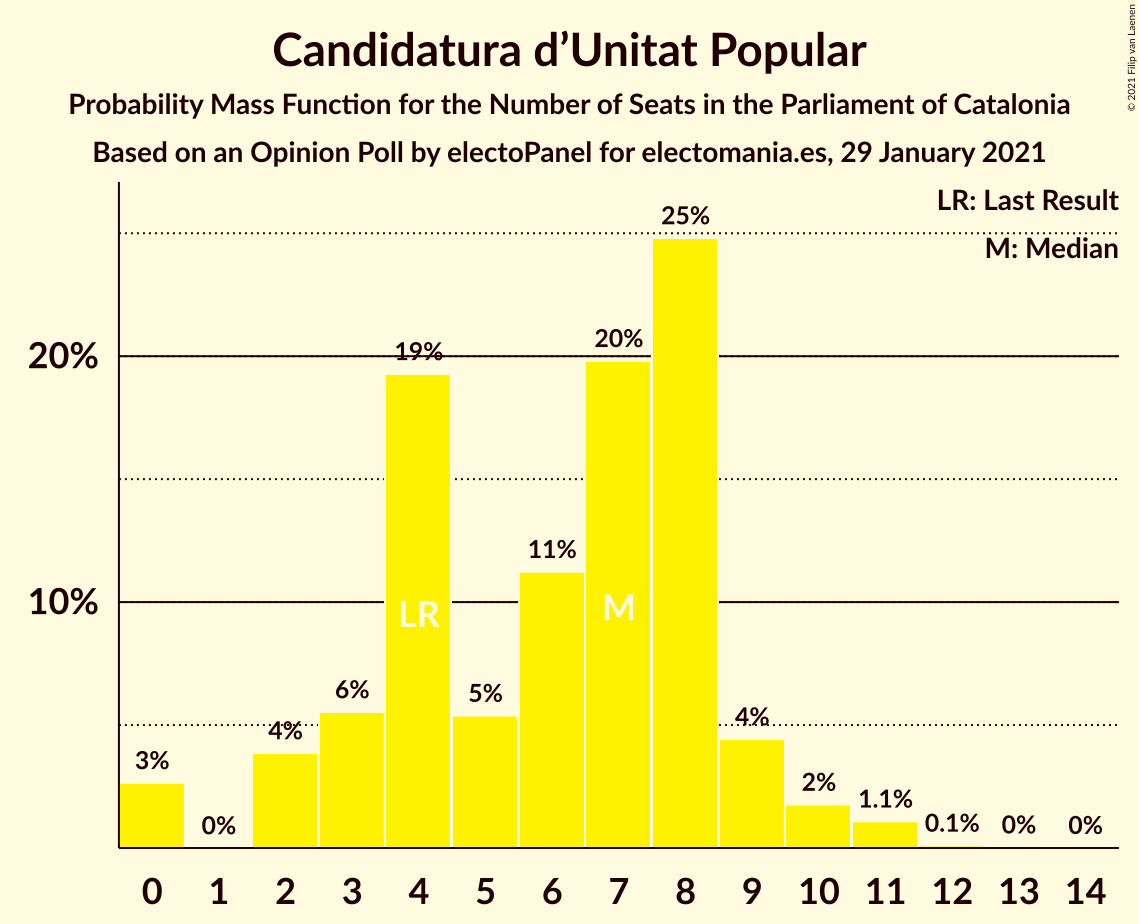 Candidatura d’Unitat Popular
Probability Mass Function for the Number of Seats in the Parliament of Catalonia
Based on an Opinion Poll by electoPanel for electomania.es, 29 January 2021
© 2021 Filip van Laenen
LR: Last Result
M: Median
20%
10%
3%
0%
4%
6%
19%
5%
11%
20%
25%
4%
2%
1.1%
0.1%
0%
0%
LR
M
0 1 2 3 4 5 6 7 8 9 10 11 12 13 14